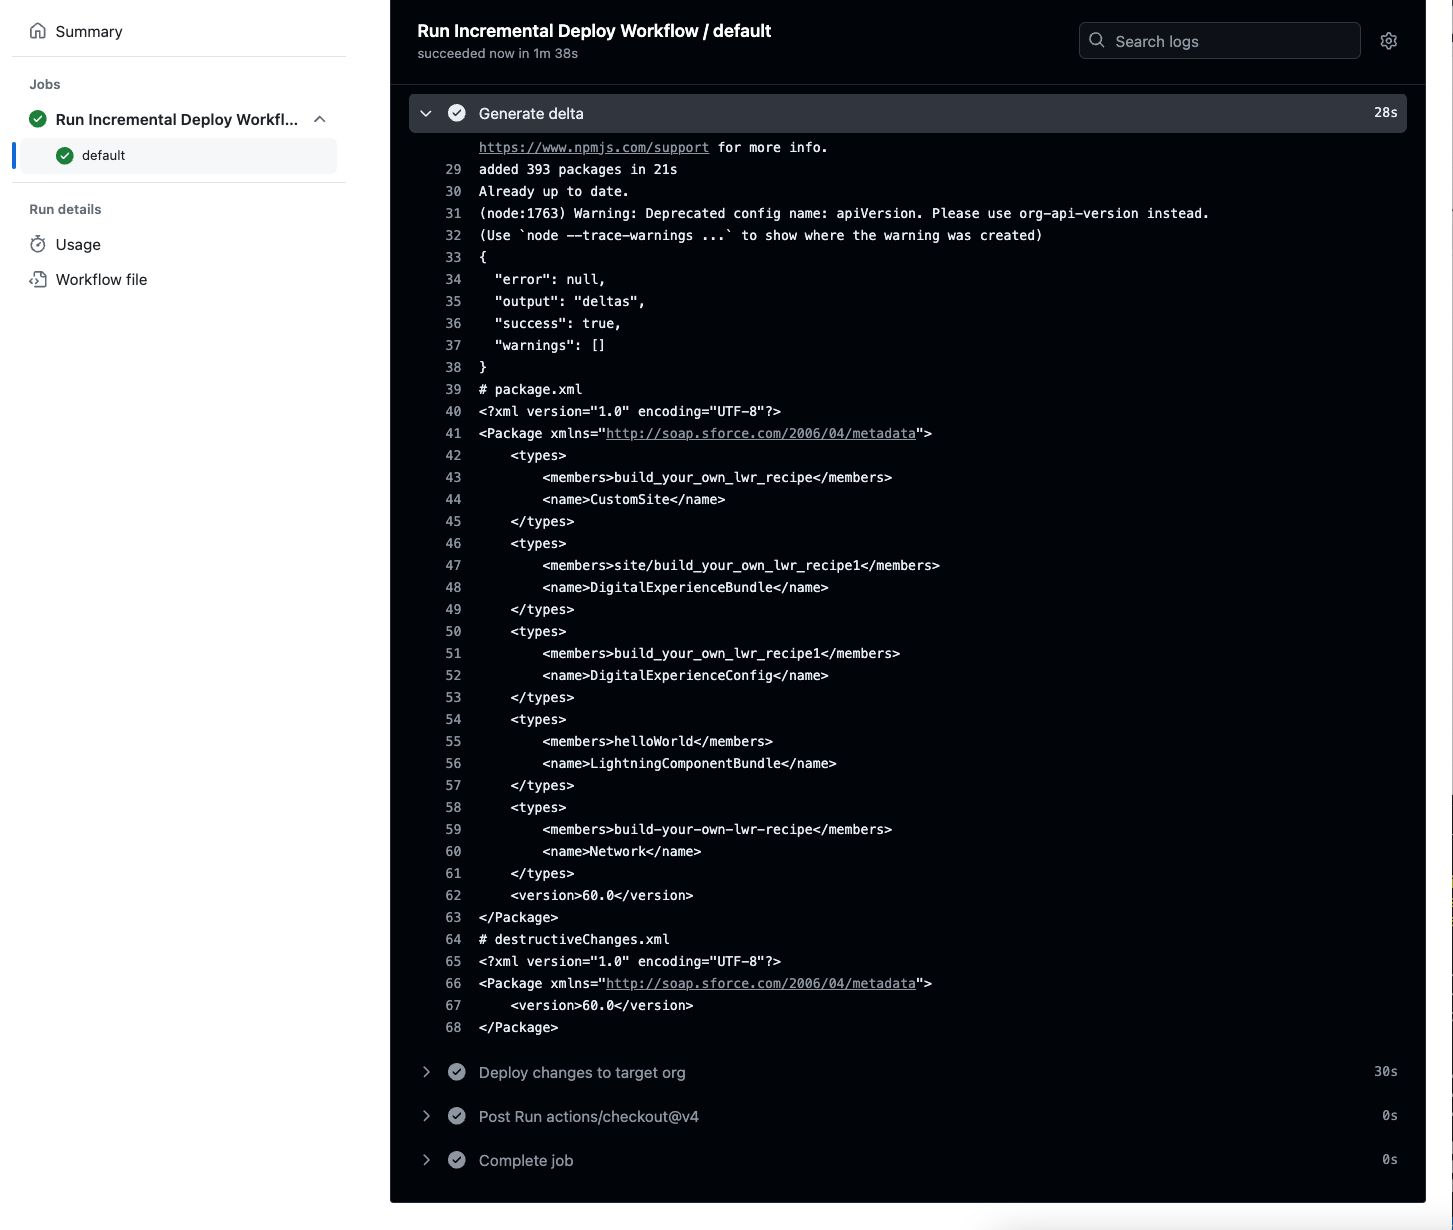 Summary
Jobs
Run Incremental Deploy Workfl...
default
Run details
Usage
Workflow file
Run Incremental Deploy Workflow / default
succeeded now in 1m 38s
Search logs
Generate delta 28s
https://www.npmjs.com/support for more info.
29 added 393 packages in 21s
30 Already up to date.
31 (node:1763) Warning: Deprecated config name: apiVersion. Please use org-api-version instead.
32 (Use `node --trace-warnings ...` to show where the warning was created)
33 {
34   "error": null,
35   "output": "deltas",
36   "success": true,
37   "warnings": []
38 }
39 # package.xml
40 <?xml version="1.0" encoding="UTF-8"?>
41 <Package xmlns="http://soap.sforce.com/2006/04/metadata">
42     <types>
43         <members>build_your_own_lwr_recipe</members>
44         <name>CustomSite</name>
45     </types>
46     <types>
47         <members>site/build_your_own_lwr_recipe1</members>
48         <name>DigitalExperienceBundle</name>
49     </types>
50     <types>
51         <members>build_your_own_lwr_recipe1</members>
52         <name>DigitalExperienceConfig</name>
53     </types>
54     <types>
55         <members>helloWorld</members>
56         <name>LightningComponentBundle</name>
57     </types>
58     <types>
59         <members>build-your-own-lwr-recipe</members>
60         <name>Network</name>
61     </types>
62     <version>60.0</version>
63 </Package>
64 # destructiveChanges.xml
65 <?xml version="1.0" encoding="UTF-8"?>
66 <Package xmlns="http://soap.sforce.com/2006/04/metadata">
67     <version>60.0</version>
68 </Package>
Deploy changes to target org 30s
Post Run actions/checkout@v4 0s
Complete job 0s